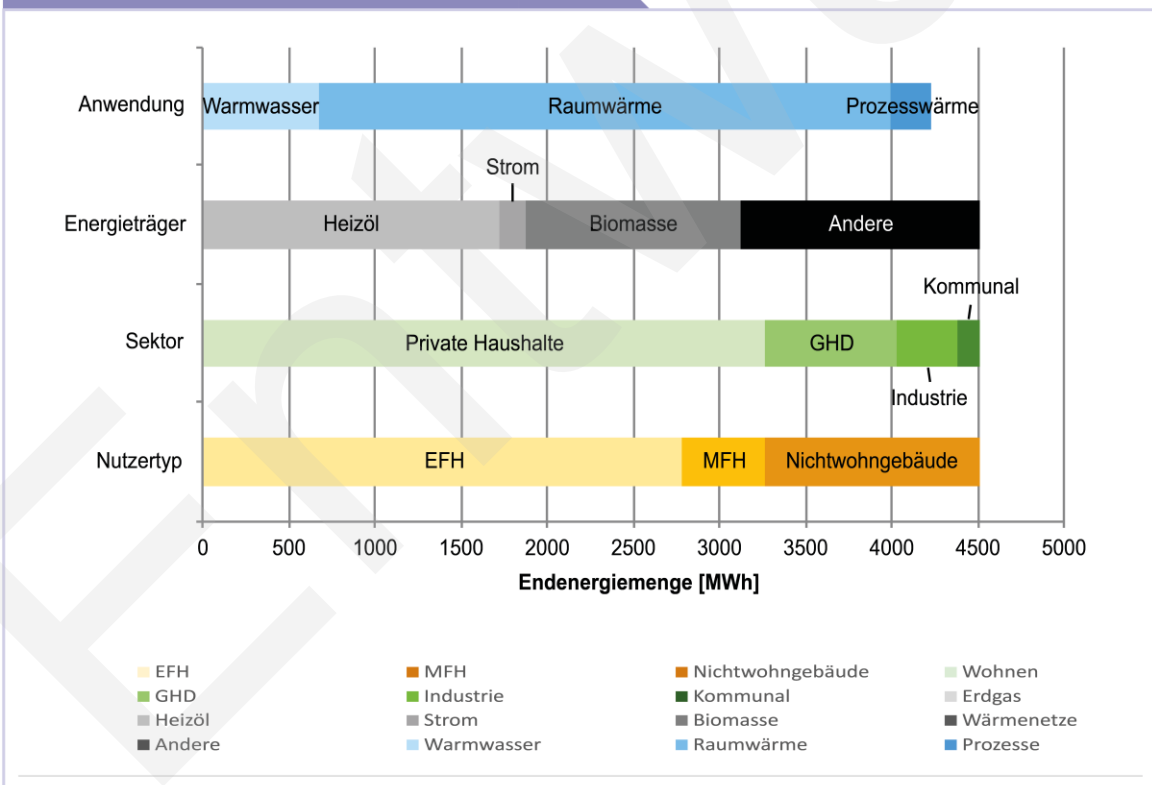 Anwendung
Warmwasser Raumwärme Prozesswärme
Strom
Energieträger
Heizöl Biomasse Andere
Kommunal
Sektor
Private Haushalte GHD
Industrie
Nutzertyp
EFH MFH Nichtwohngebäude
0 500 1000 1500 2000 2500 3000 3500 4000 4500 5000
Endenergiemenge [MWh]
EFH MFH Nichtwohngebäude Wohnen
GHD Industrie Kommunal Erdgas
Heizöl Strom Biomasse Wärmenetze
Andere Warmwasser Raumwärme Prozesse
Entwu